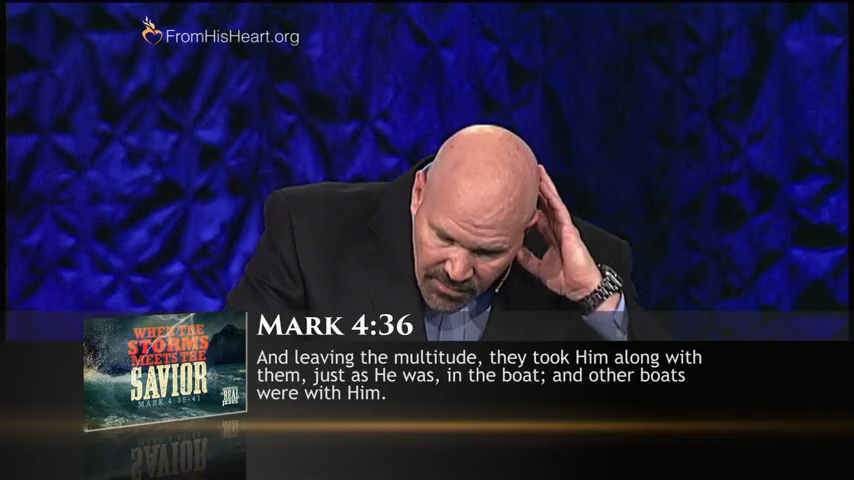 FromHisHeart.org
MARK 4:36
And leaving the multitude, they took Him along with
them, just as He was, in the boat; and other boats
were with Him.
WHEN THE
STORMS
MEETS THE
SAVIOR
MARK 4:35-41
REAL
JESUS